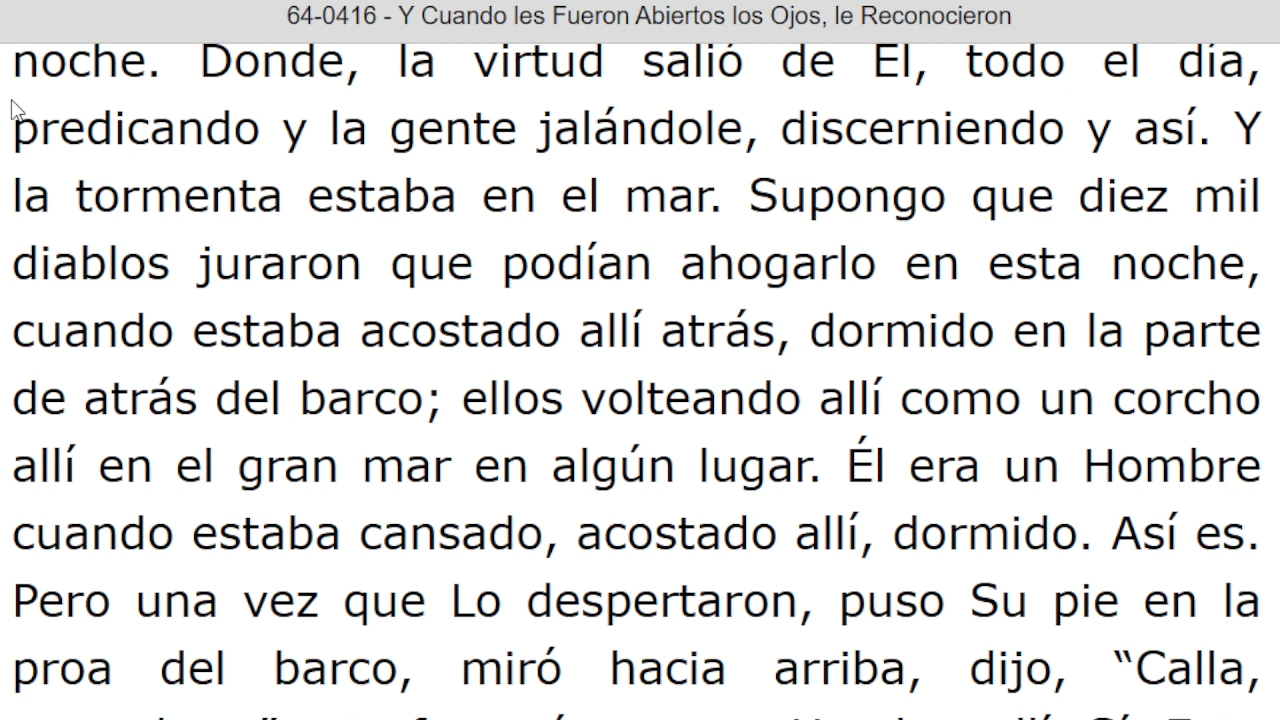 64-0416 - Y Cuando les Fueron Abiertos los Ojos, le Reconocieron
noche. Donde, la virtud salió de Él, todo el día,
predicando y la gente jalándole, discerniendo y así. Y
la tormenta estaba en el mar. Supongo que diez mil
diablos juraron que podían ahogarlo en esta noche,
cuando estaba acostado allí atrás, dormido en la parte
de atrás del barco; ellos volteando allí como un corcho
allí en el gran mar en algún lugar. Él era un Hombre
cuando estaba cansado, acostado allí, dormido. Así es.
Pero una vez que Lo despertaron, puso Su pie en la
proa del barco, miró hacia arriba, dijo, “Calla,